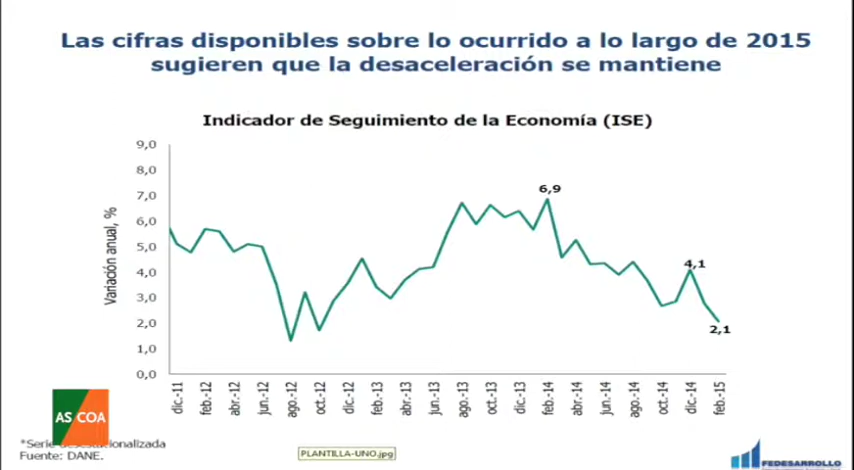 Las cifras disponibles sobre lo ocurrido a lo largo de 2015
sugieren que la desaceleración se mantiene
Indicador de Seguimiento de la Economía (ISE)
Variación anual, %
9,0
8,0
7,0
6,0
5,0
4,0
3,0
2,0
1,0
0,0
6,9
4,1
2,1
dic.-11
feb.-12
abr.-12
jun.-12
ago.-12
oct.-12
dic.-12
feb.-13
abr.-13
jun.-13
ago.-13
oct.-13
dic.-13
feb.-14
abr.-14
jun.-14
ago.-14
oct.-14
dic.-14
feb.-15
AS COA
*Serie
Fuente: DANE.
PLANTILLA-UNO.jpg
FEDESARROLLO